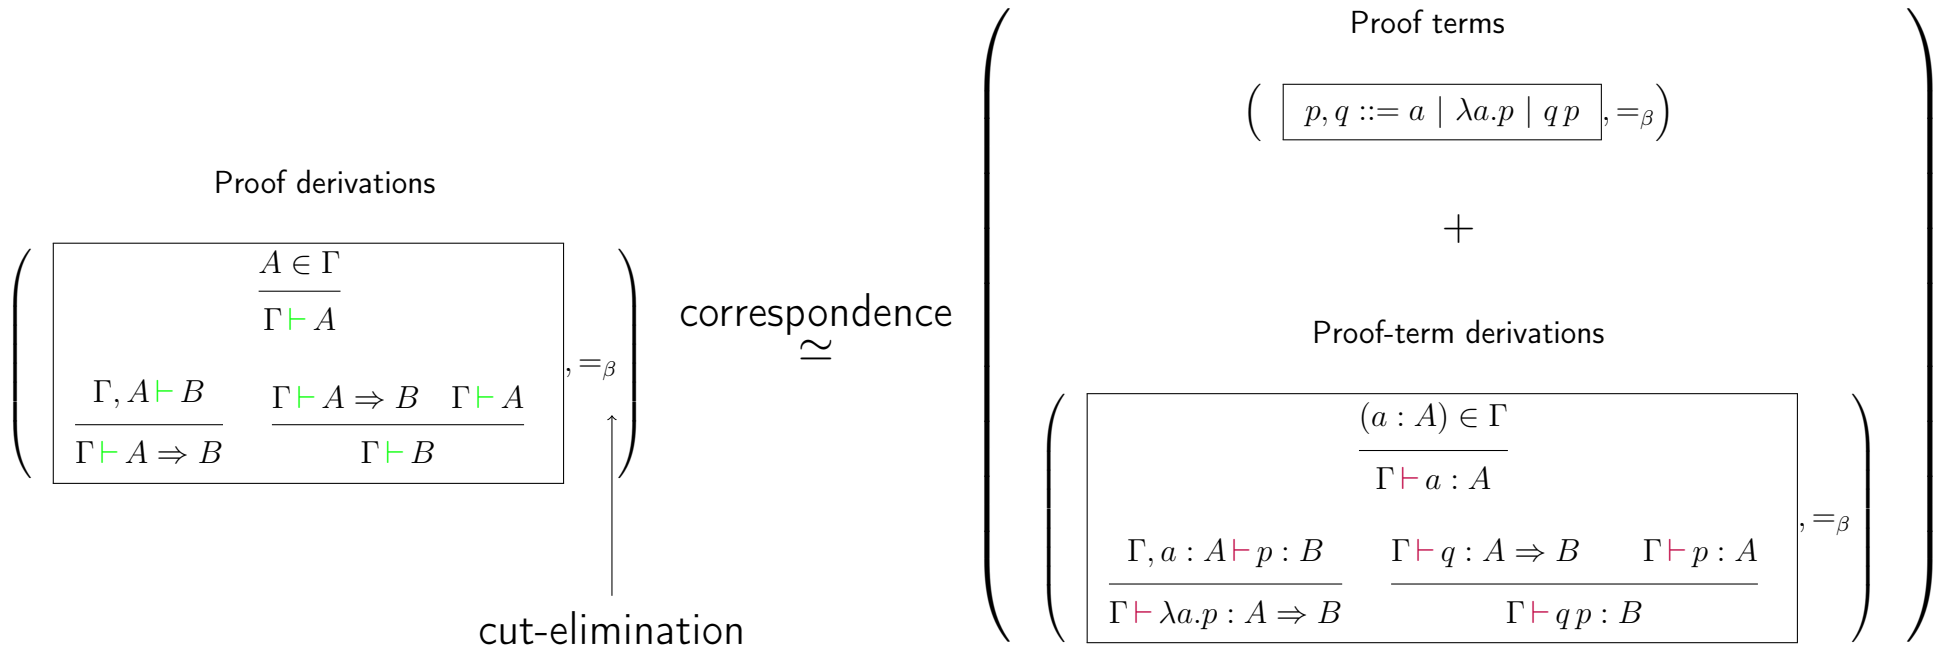 Proof derivations
( A ∈ Γ
Γ ⊢ A
Γ, A ⊢ B    Γ ⊢ A ⇒ B    Γ ⊢ A
Γ ⊢ A ⇒ B    Γ ⊢ B
, =β )
cut-elimination
correspondence
≃
( Proof terms
( p, q ::= a | λa.p | q p , =β )
+
Proof-term derivations
( (a : A) ∈ Γ
Γ ⊢ a : A
Γ, a : A ⊢ p : B    Γ ⊢ q : A ⇒ B    Γ ⊢ p : A
Γ ⊢ λa.p : A ⇒ B    Γ ⊢ q p : B
, =β ) )